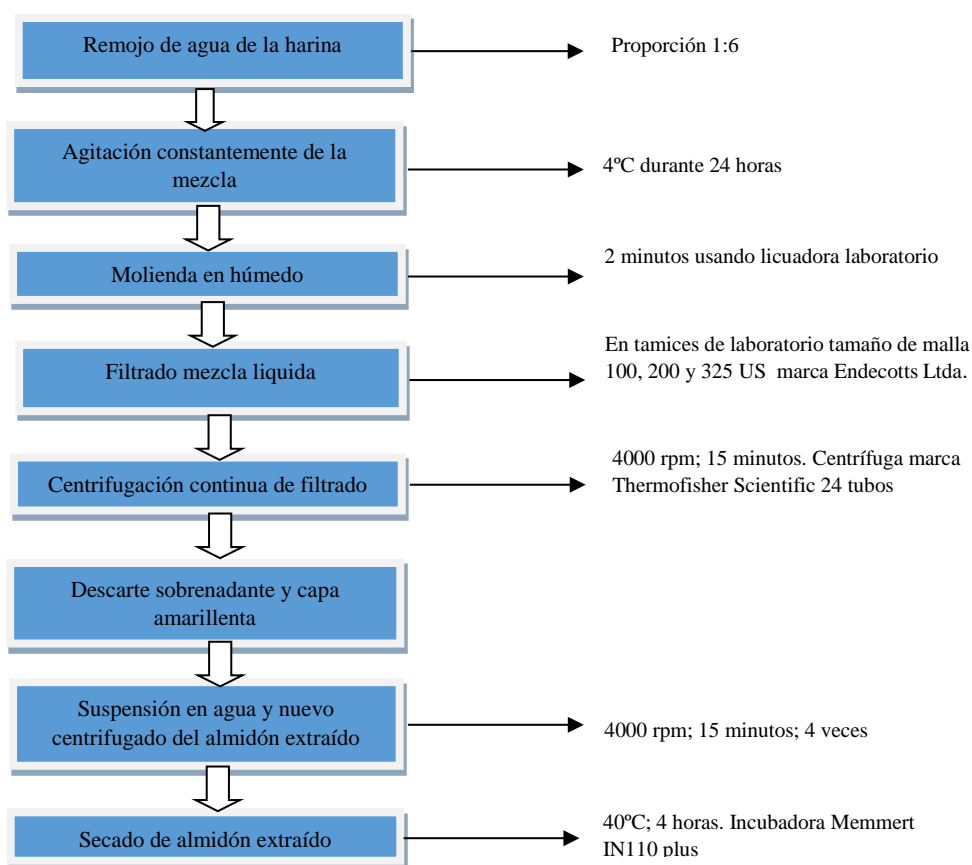 Remojo de agua de la harina
Proporción 1:6
Agitación constantemente de la
mezcla
4ºC durante 24 horas
Molienda en húmedo
2 minutos usando licuadora laboratorio
Filtrado mezcla liquida
En tamices de laboratorio tamaño de malla
100, 200 y 325 US marca Endecotts Ltda.
Centrifugación continua de filtrado
4000 rpm; 15 minutos. Centrífuga marca
Thermofisher Scientific 24 tubos
Descarte sobrenadante y capa
amarillenta
Suspensión en agua y nuevo
centrifugado del almidón extraído
4000 rpm; 15 minutos; 4 veces
Secado de almidón extraído
40ºC; 4 horas. Incubadora Memmert
IN110 plus